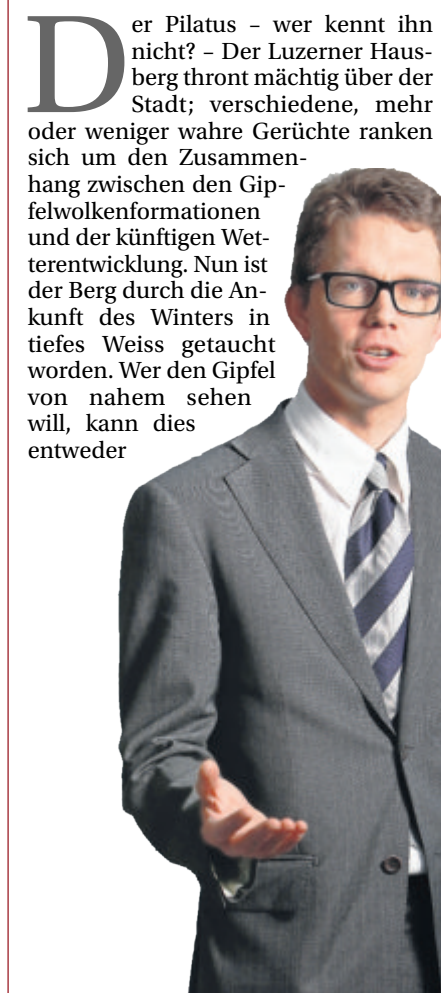 Der Pilatus – wer kennt ihn
nicht? – Der Luzerner Haus-
berg thront mächtig über der
Stadt; verschiedene, mehr
oder weniger wahre Gerüchte ranken
sich um den Zusammen-
hang zwischen den Gip-
felwolkenformationen
und der künftigen Wet-
terentwicklung. Nun ist
der Berg durch die An-
kunft des Winters in
tiefes Weiss getaucht
worden. Wer den Gipfel
von nahem sehen
will, kann dies
entweder